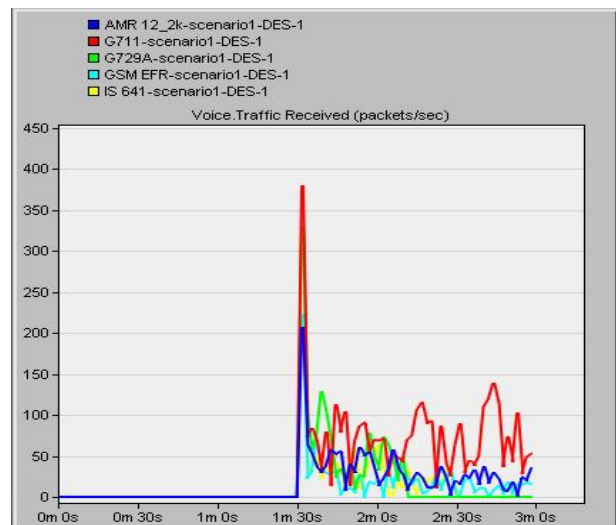 AMR 12_2k-scenario1-DES-1
G711-scenario1-DES-1
G729A-scenario1-DES-1
GSM EFR-scenario1-DES-1
IS 641-scenario1-DES-1
Voice.Traffic Received (packets/sec)
450
400
350
300
250
200
150
100
50
0
0m 0s 0m 30s 1m 0s 1m 30s 2m 0s 2m 30s 3m 0s